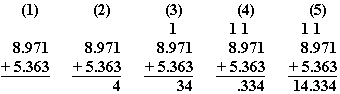 (1) (2) (3) (4) (5)
1 1 1 1 1
8.971 8.971 8.971 8.971 8.971
+ 5.363 + 5.363 + 5.363 + 5.363 + 5.363
4 34 .334 14.334